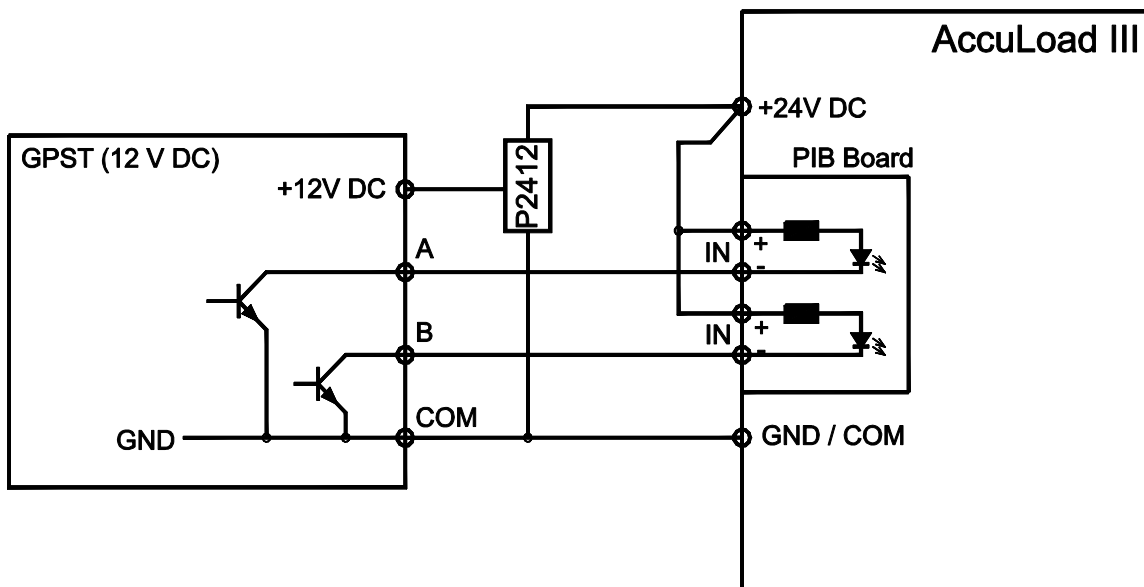 AccuLoad III
+24V DC
GPST (12 V DC)
PIB Board
+12V DC
P2412
A
IN
+
-
B
IN
+
-
COM
GND
GND / COM